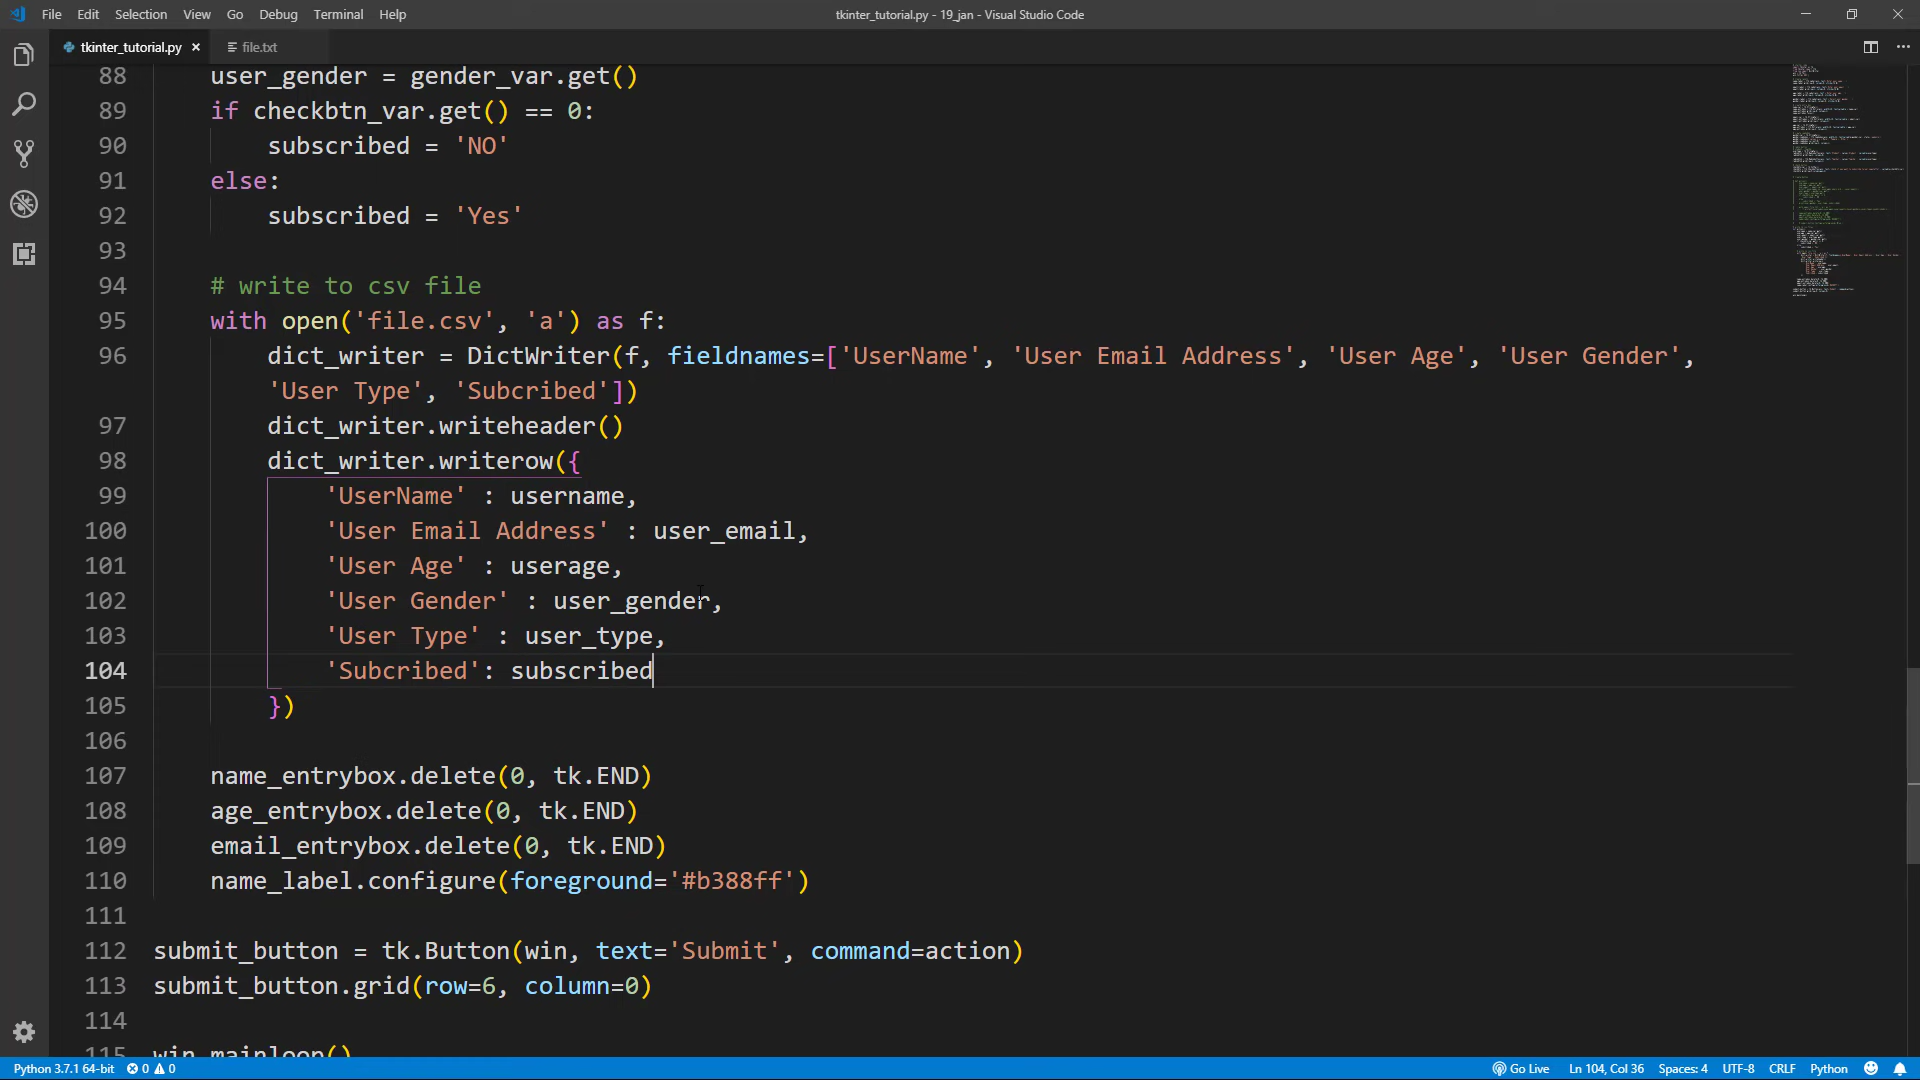 File Edit Selection View Go Debug Terminal Help
tkinter_tutorial.py - 19_jan - Visual Studio Code
tkinter_tutorial.py ×
file.txt
88 user_gender = gender_var.get()
89 if checkbtn_var.get() == 0:
90 subscribed = 'NO'
91 else:
92 subscribed = 'Yes'
93
94 # write to csv file
95 with open('file.csv', 'a') as f:
96 dict_writer = DictWriter(f, fieldnames=['UserName', 'User Email Address', 'User Age', 'User Gender',
'User Type', 'Subcribed'])
97 dict_writer.writeheader()
98 dict_writer.writerow({
99 'UserName' : username,
100 'User Email Address' : user_email,
101 'User Age' : userage,
102 'User Gender' : user_gender,
103 'User Type' : user_type,
104 'Subcribed': subscribed
105 })
106
107 name_entrybox.delete(0, tk.END)
108 age_entrybox.delete(0, tk.END)
109 email_entrybox.delete(0, tk.END)
110 name_label.configure(foreground='#b388ff')
111
112 submit_button = tk.Button(win, text='Submit', command=action)
113 submit_button.grid(row=6, column=0)
114
115 win.mainloop()
Python 3.7.1 64-bit 0 0 Go Live Ln 104, Col 36 Spaces: 4 UTF-8 CRLF Python